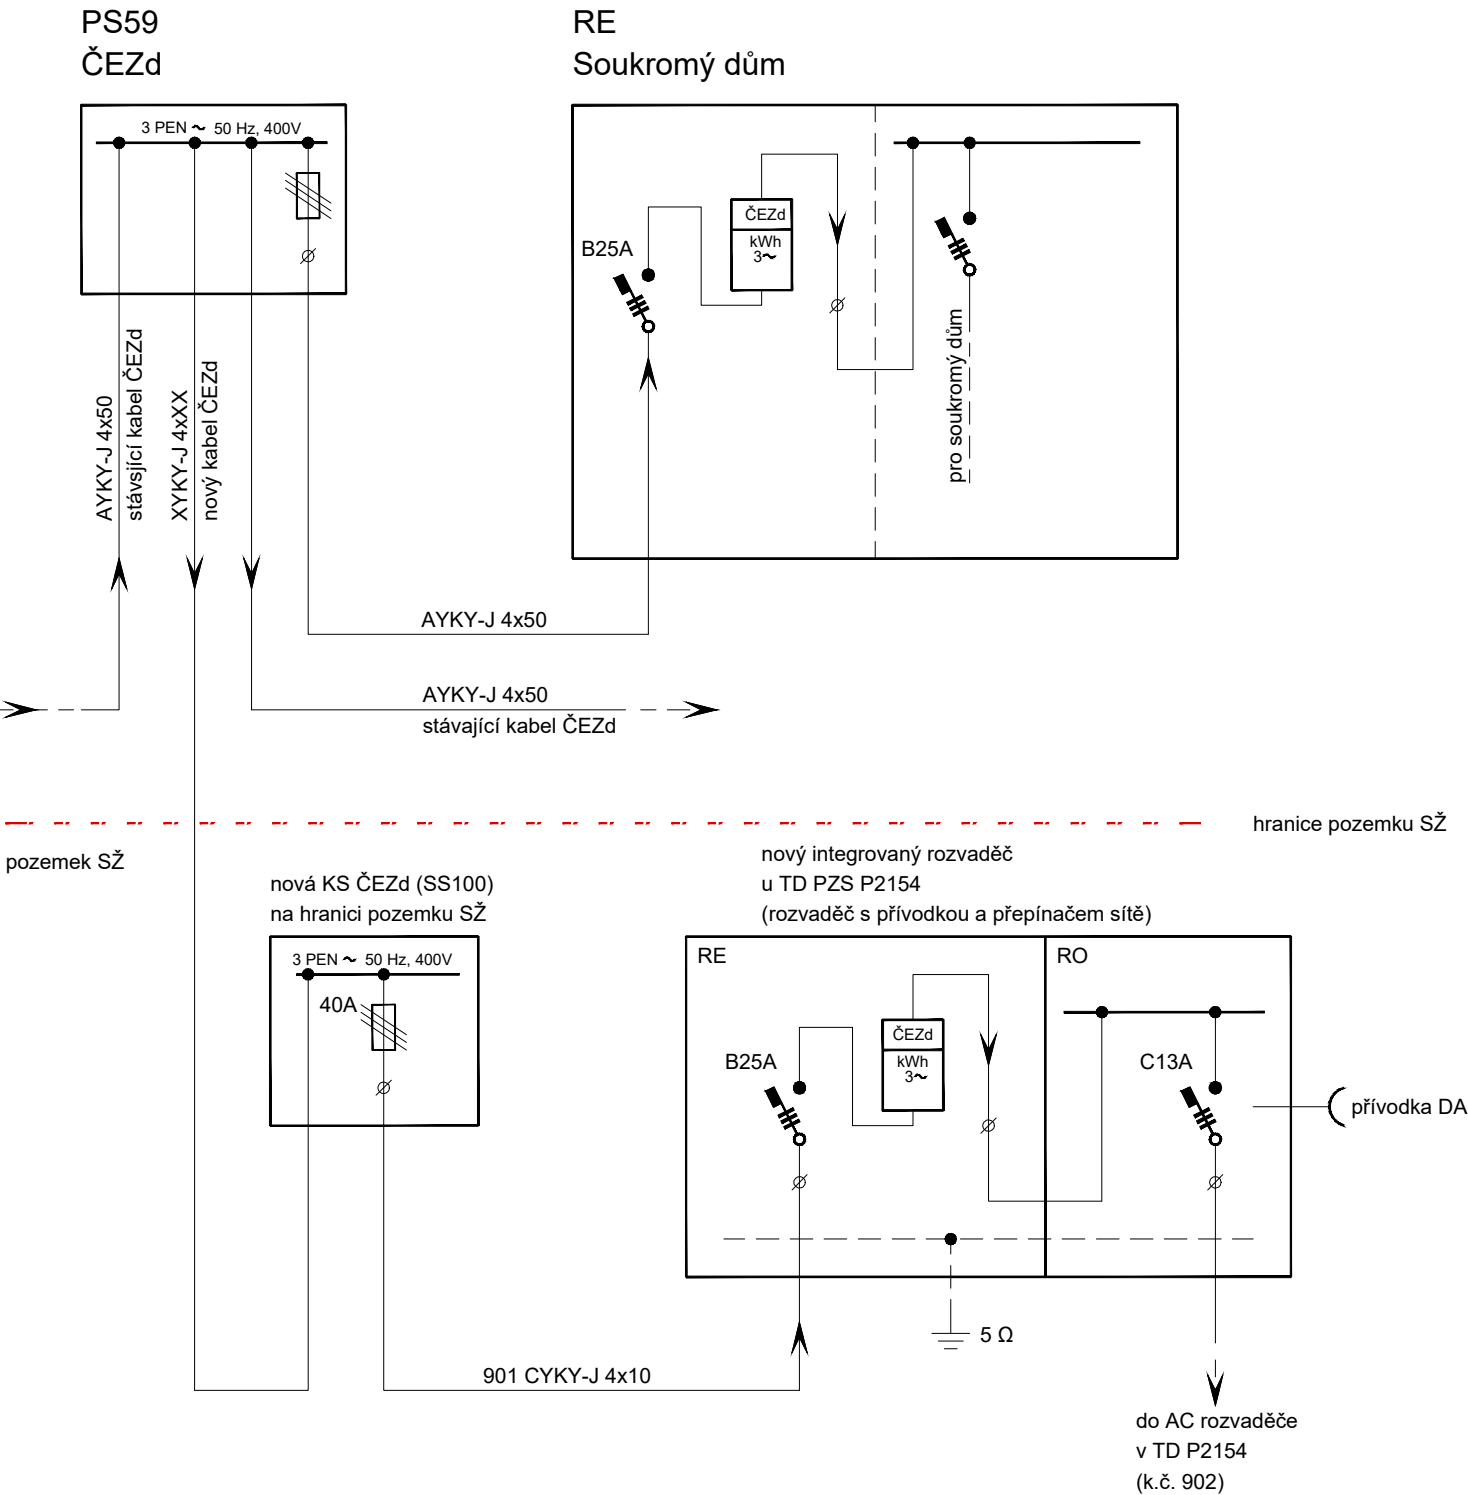 PS59
ČEZd
RE
Soukromý dům
3 PEN ~ 50 Hz, 400V
ČEZd
kWh
3~
B25A
pro soukromý dům
AYKY-J 4x50
stávsjící kabel ČEZd
XYKY-J 4xXX
nový kabel ČEZd
AYKY-J 4x50
AYKY-J 4x50
stávající kabel ČEZd
hranice pozemku SŽ
pozemek SŽ
nová KS ČEZd (SS100)
na hranici pozemku SŽ
nový integrovaný rozvaděč
u TD PZS P2154
(rozvaděč s přívodkou a přepínačem sítě)
3 PEN ~ 50 Hz, 400V
40A
RE
RO
ČEZd
kWh
3~
B25A
C13A
přívodka DA
5 Ω
901 CYKY-J 4x10
do AC rozvaděče
v TD P2154
(k.č. 902)